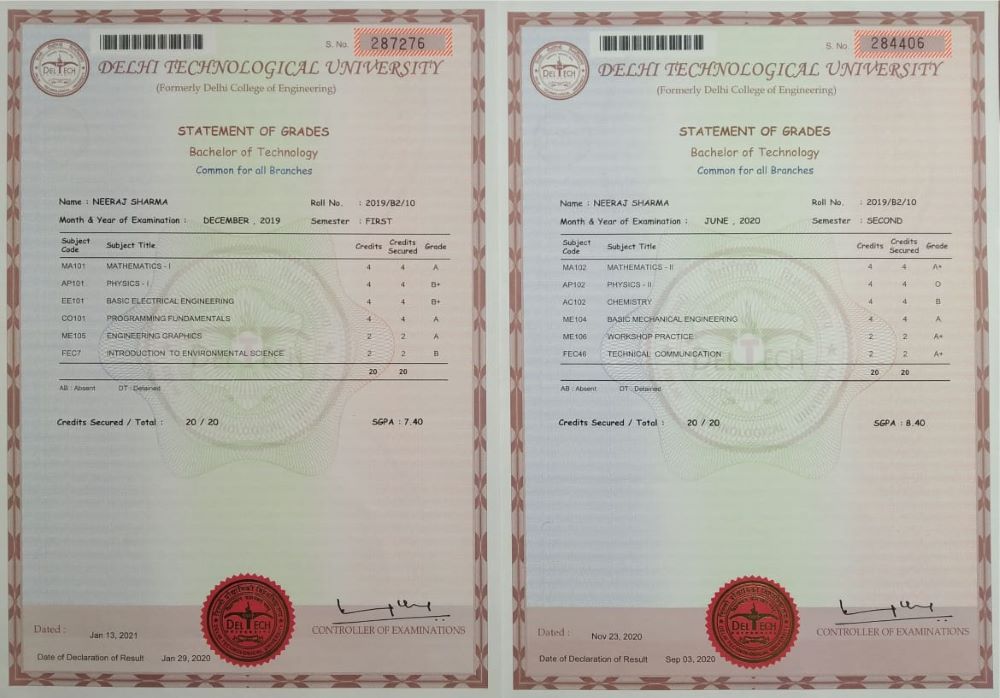 S. No. 287276
DELTECH
DELHI TECHNOLOGICAL UNIVERSITY
(Formerly Delhi College of Engineering)
STATEMENT OF GRADES
Bachelor of Technology
Common for all Branches
Name : NEERAJ SHARMA Roll No. : 2019/B2/10
Month & Year of Examination : DECEMBER , 2019 Semester : FIRST
Subject Code Subject Title Credits Credits Secured Grade
MA101 MATHEMATICS - I 4 4 A
AP101 PHYSICS - I 4 4 B+
EE101 BASIC ELECTRICAL ENGINEERING 4 4 B+
CO101 PROGRAMMING FUNDAMENTALS 4 4 A
ME105 ENGINEERING GRAPHICS 2 2 A
FEC7 INTRODUCTION TO ENVIRONMENTAL SCIENCE 2 2 B
20 20
AB : Absent DT : Detained
Credits Secured / Total : 20 / 20 SGPA : 7.40
DELTECH
CONTROLLER OF EXAMINATIONS
Dated : Jan 13, 2021
Date of Declaration of Result Jan 29, 2020
S. No. 284406
DELTECH
DELHI TECHNOLOGICAL UNIVERSITY
(Formerly Delhi College of Engineering)
STATEMENT OF GRADES
Bachelor of Technology
Common for all Branches
Name : NEERAJ SHARMA Roll No. : 2019/B2/10
Month & Year of Examination : JUNE , 2020 Semester : SECOND
Subject Code Subject Title Credits Credits Secured Grade
MA102 MATHEMATICS - II 4 4 A+
AP102 PHYSICS - II 4 4 O
AC102 CHEMISTRY 4 4 B
ME104 BASIC MECHANICAL ENGINEERING 4 4 A
ME106 WORKSHOP PRACTICE 2 2 A+
FEC46 TECHNICAL COMMUNICATION 2 2 A+
20 20
AB : Absent DT : Detained
Credits Secured / Total : 20 / 20 SGPA : 8.40
DELTECH
CONTROLLER OF EXAMINATIONS
Dated : Nov 23, 2020
Date of Declaration of Result Sep 03, 2020